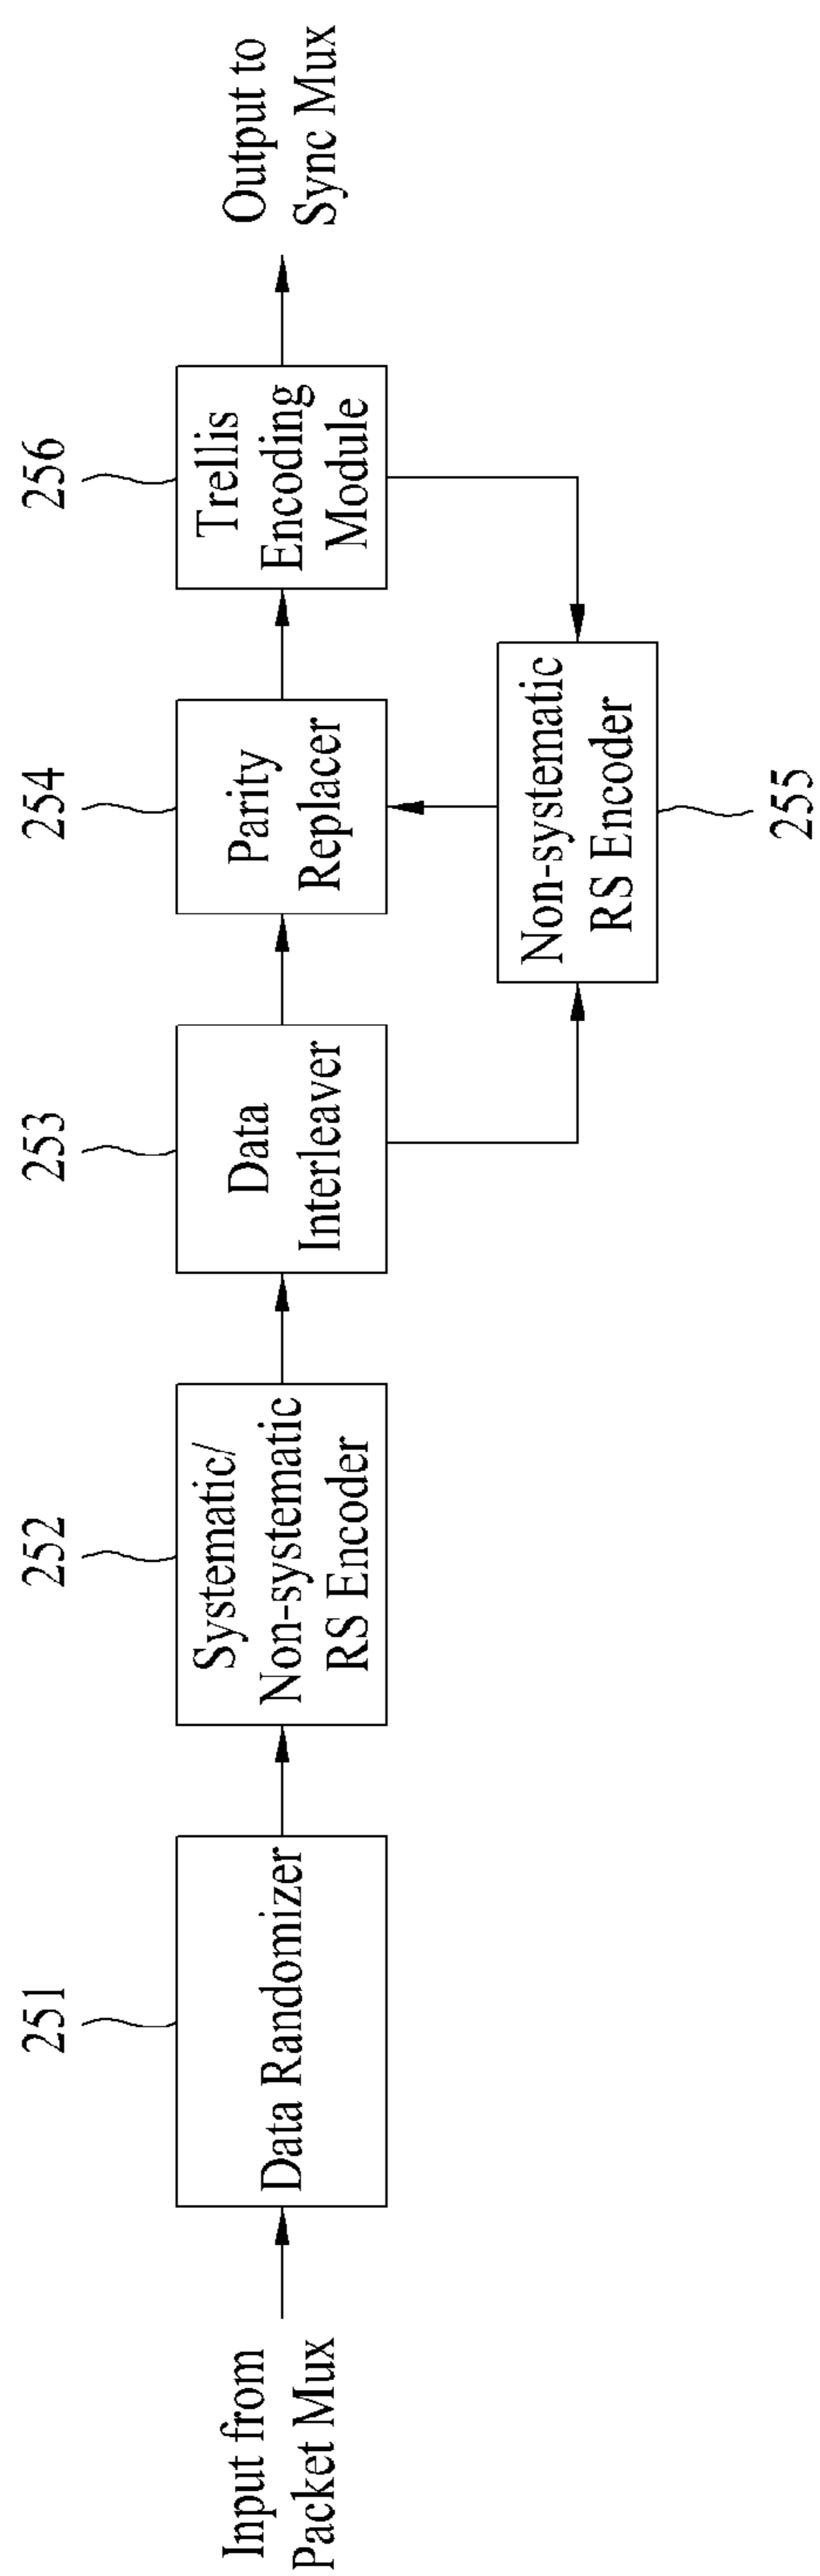 251
252
253
254
256
Input from
Packet Mux
Data Randomizer
Systematic/
Non-systematic
RS Encoder
Data
Interleaver
Parity
Replacer
Trellis
Encoding
Module
Output to
Sync Mux
Non-systematic
RS Encoder
255